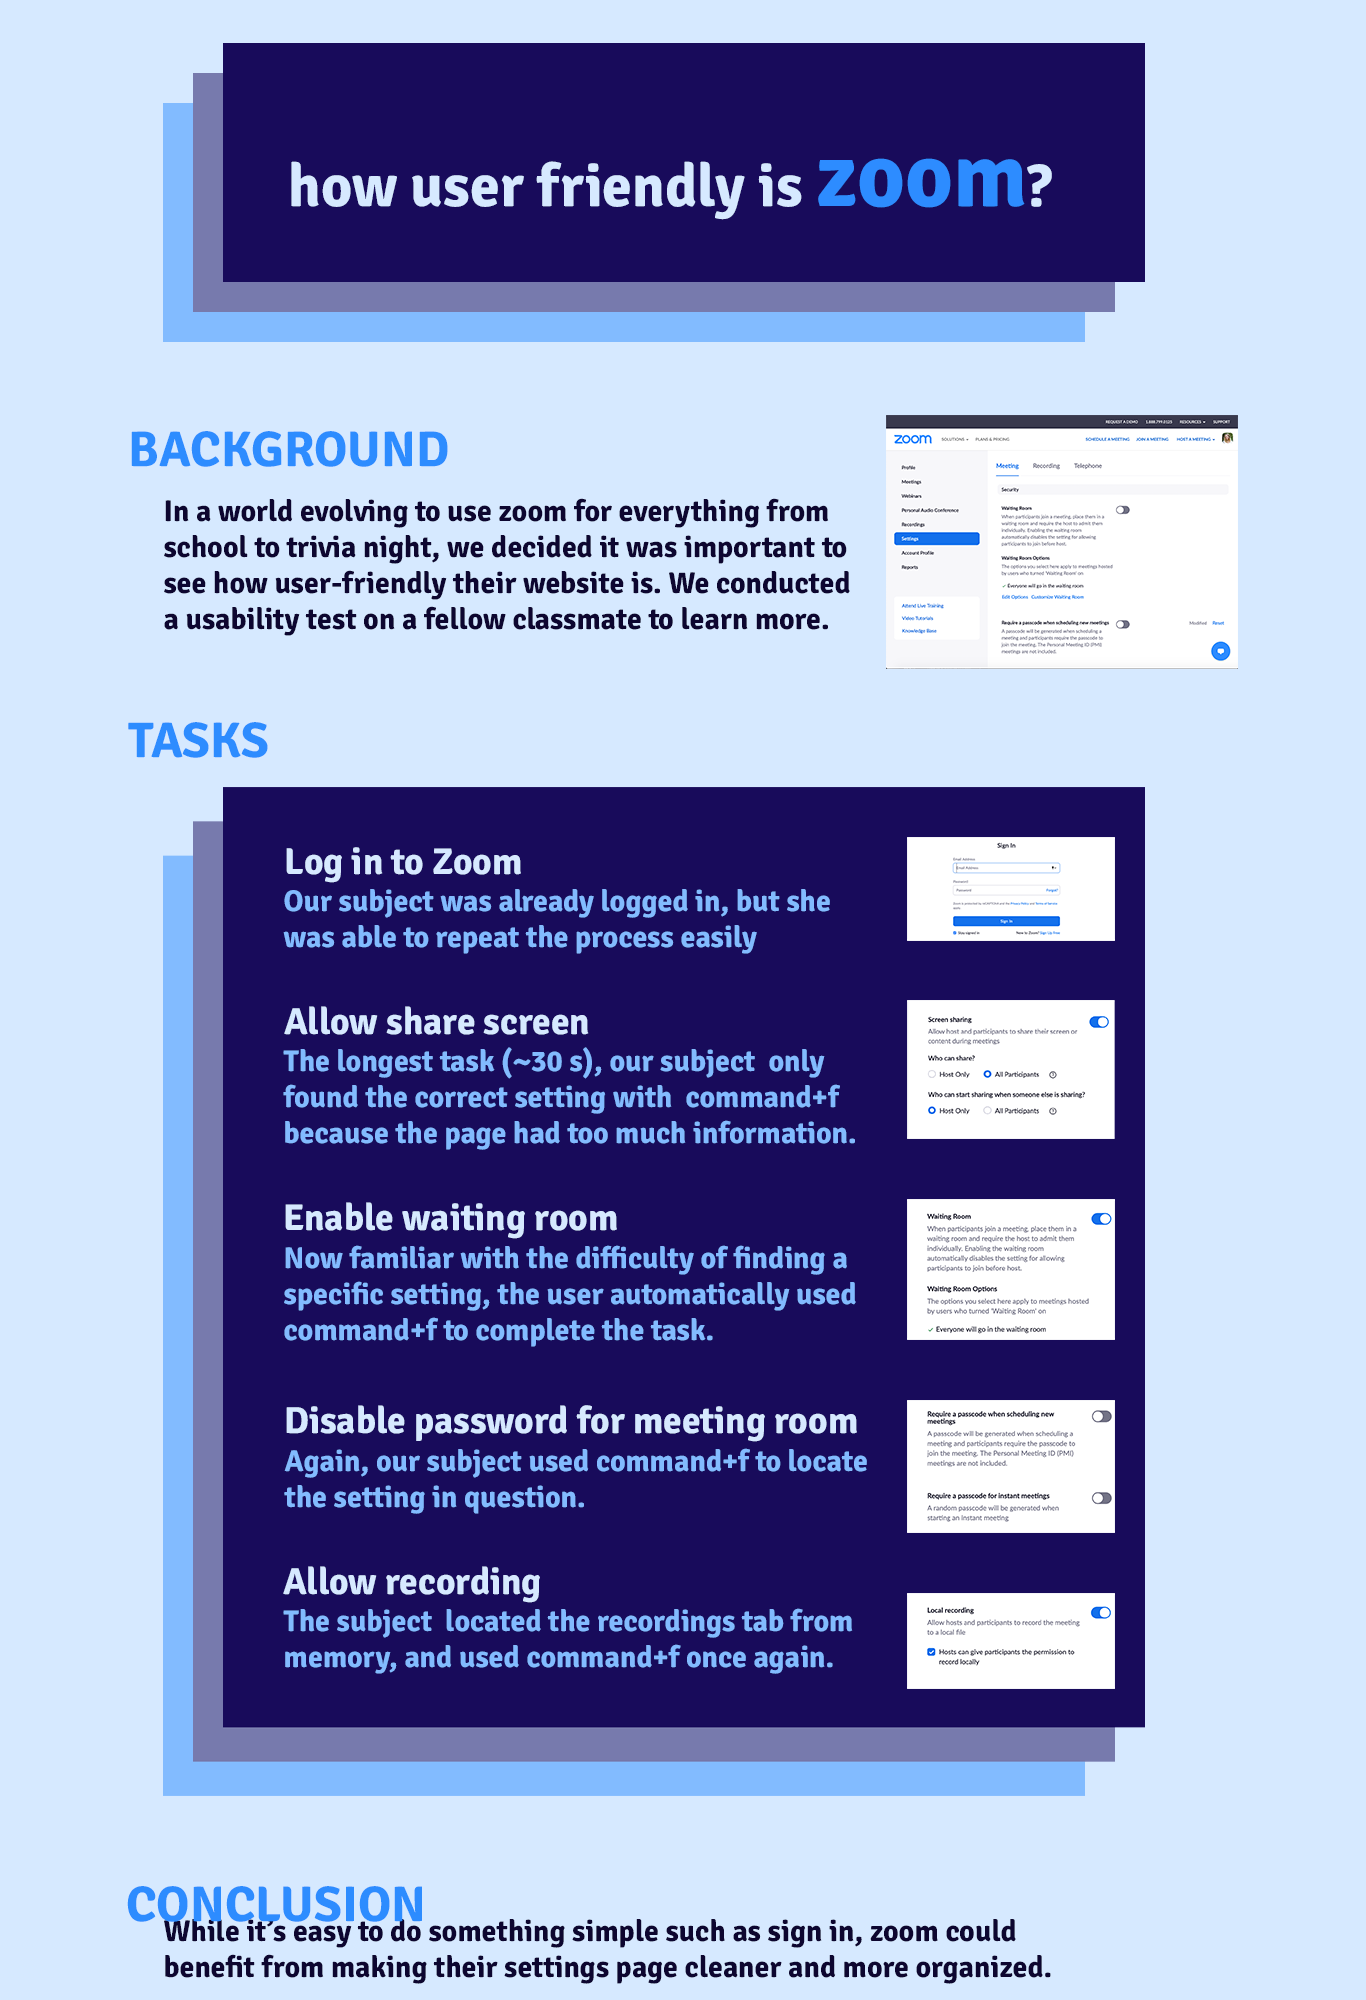 how user friendly is zoom?
BACKGROUND
In a world evolving to use zoom for everything from
school to trivia night, we decided it was important to
see how user-friendly their website is. We conducted
a usability test on a fellow classmate to learn more.
REQUEST A DEMO 1.888.799.0125 RESOURCES SUPPORT
zoom SOLUTIONS PLANS & PRICING SCHEDULE A MEETING JOIN A MEETING HOST A MEETING
Profile
Meetings
Webinars
Personal Audio Conference
Recordings
Settings
Account Profile
Reports
Attend Live Training
Video Tutorials
Knowledge Base
Meeting Recording Telephone
Security
Waiting Room
When participants join a meeting, place them in a
waiting room and require the host to admit them
individually. Enabling the waiting room
automatically disables the setting for allowing
participants to join before host.
Waiting Room Options
The options you select here apply to meetings hosted
by users who turned 'Waiting Room' on
✓ Everyone will go in the waiting room
Edit Options Customize Waiting Room
Require a passcode when scheduling new meetings
Modified Reset
A passcode will be generated when scheduling a
meeting and participants require the passcode to
join the meeting. The Personal Meeting ID (PMI)
meetings are not included.
TASKS
Log in to Zoom
Our subject was already logged in, but she
was able to repeat the process easily
Sign In
Email Address
Email Address
Password
Password Forgot?
Zoom is protected by reCAPTCHA and the Privacy Policy and Terms of Service
apply.
Sign In
Stay signed in New to Zoom? Sign Up Free
Allow share screen
The longest task (~30 s), our subject  only
found the correct setting with  command+f
because the page had too much information.
Screen sharing
Allow host and participants to share their screen or
content during meetings
Who can share?
Host Only All Participants ?
Who can start sharing when someone else is sharing?
Host Only All Participants ?
Enable waiting room
Now familiar with the difficulty of finding a
specific setting, the user automatically used
command+f to complete the task.
Waiting Room
When participants join a meeting, place them in a
waiting room and require the host to admit them
individually. Enabling the waiting room
automatically disables the setting for allowing
participants to join before host.
Waiting Room Options
The options you select here apply to meetings hosted
by users who turned 'Waiting Room' on
✓ Everyone will go in the waiting room
Disable password for meeting room
Again, our subject used command+f to locate
the setting in question.
Require a passcode when scheduling new
meetings
A passcode will be generated when scheduling a
meeting and participants require the passcode to
join the meeting. The Personal Meeting ID (PMI)
meetings are not included.
Require a passcode for instant meetings
A random passcode will be generated when
starting an instant meeting
Allow recording
The subject  located the recordings tab from
memory, and used command+f once again.
Local recording
Allow hosts and participants to record the meeting
to a local file
Hosts can give participants the permission to
record locally
CONCLUSION
While it's easy to do something simple such as sign in, zoom could
benefit from making their settings page cleaner and more organized.